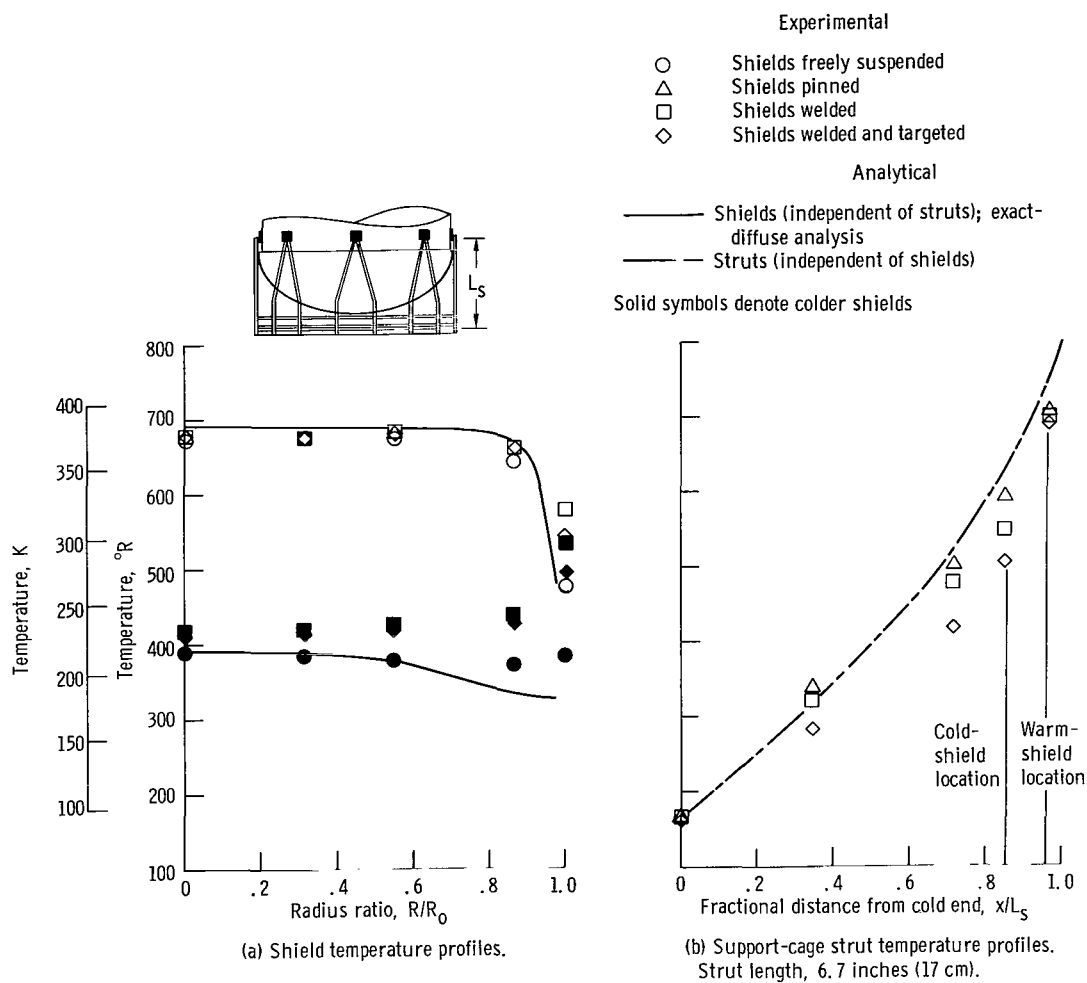 Experimental
Shields freely suspended
Shields pinned
Shields welded
Shields welded and targeted
Analytical
Shields (independent of struts); exact-
diffuse analysis
Struts (independent of shields)
Solid symbols denote colder shields
LS
800
700
600
500
400
300
200
100
400
350
300
250
200
150
100
Temperature, K
Temperature, °R
0 .2 .4 .6 .8 1.0
Radius ratio, R/R0
(a) Shield temperature profiles.
Cold-
shield
location
Warm-
shield
location
0 .2 .4 .6 .8 1.0
Fractional distance from cold end, x/LS
(b) Support-cage strut temperature profiles.
Strut length, 6.7 inches (17 cm).